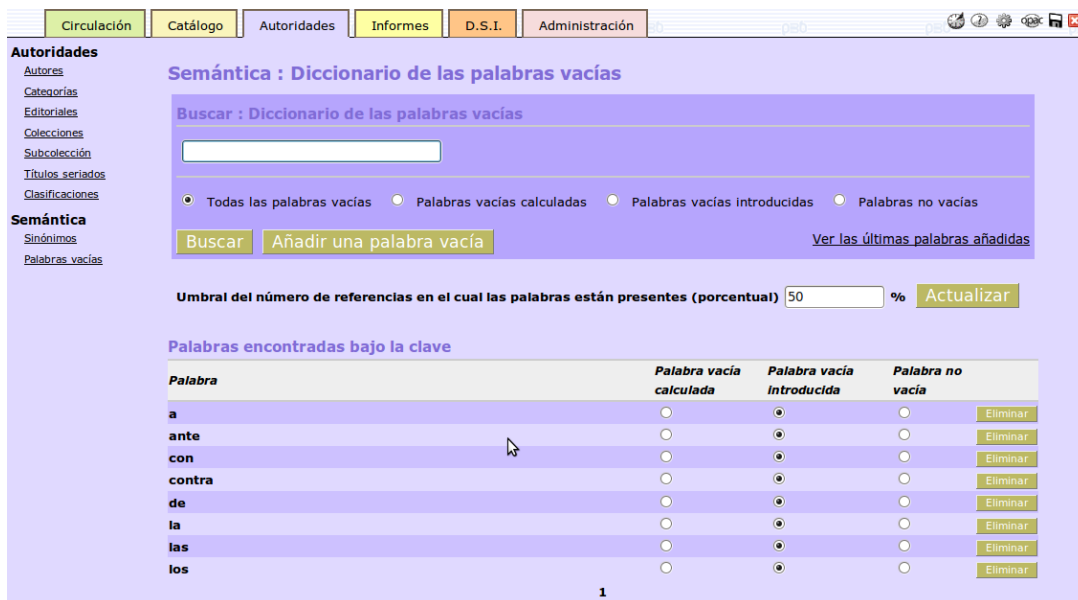 Circulación Catálogo Autoridades Informes D.S.I. Administración opac
Autoridades
Autores
Categorías
Editoriales
Colecciones
Subcolección
Títulos seriados
Clasificaciones
Semántica
Sinónimos
Palabras vacías
Semántica : Diccionario de las palabras vacías
Buscar : Diccionario de las palabras vacías
Todas las palabras vacías Palabras vacías calculadas Palabras vacías introducidas Palabras no vacías
Buscar Añadir una palabra vacía Ver las últimas palabras añadidas
Umbral del número de referencias en el cual las palabras están presentes (porcentual) 50 % Actualizar
Palabras encontradas bajo la clave
Palabra Palabra vacía calculada Palabra vacía introducida Palabra no vacía
a Eliminar
ante Eliminar
con Eliminar
contra Eliminar
de Eliminar
la Eliminar
las Eliminar
los Eliminar
1